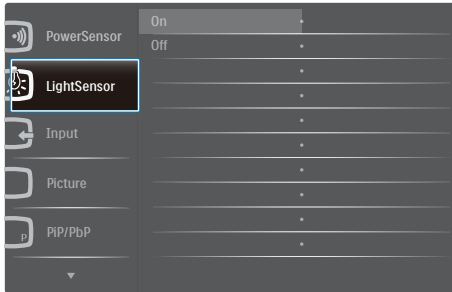 PowerSensor
LightSensor
Input
Picture
P
PiP/PbP
On
Off